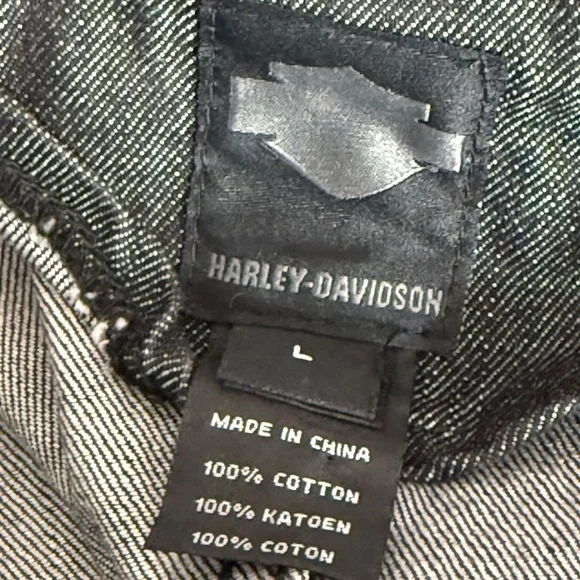 HARLEY-DAVIDSON
L
MADE IN CHINA
100% COTTON
100% KATOEN
100% COTON